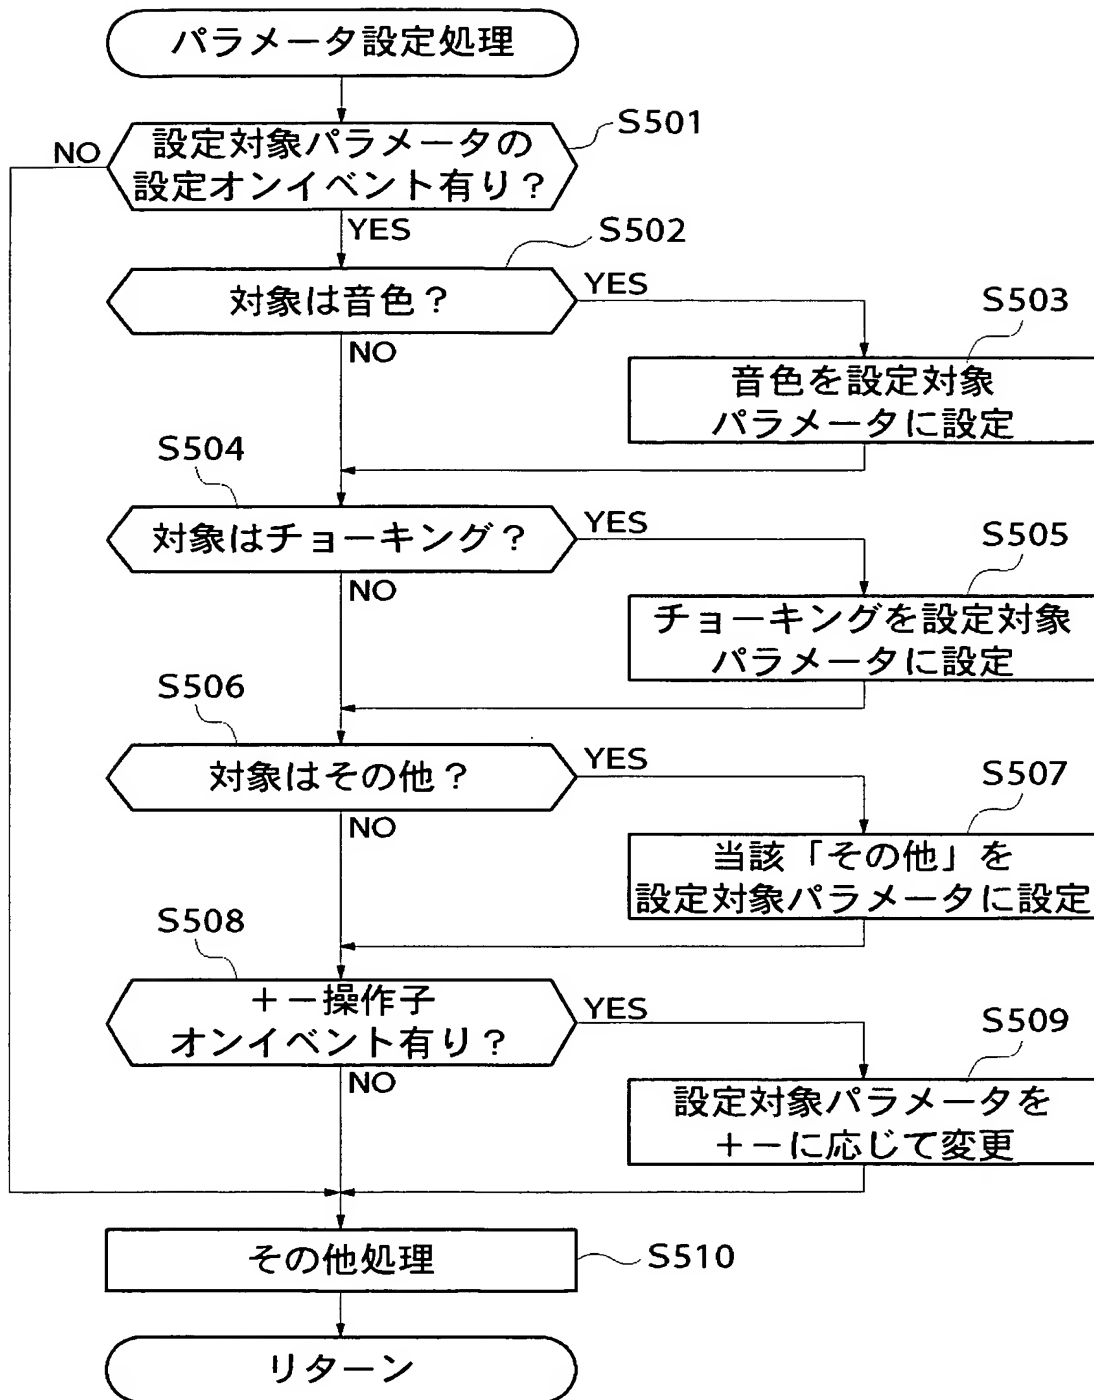 パラメータ設定処理
S501
NO
設定対象パラメータの
設定オンイベント有り?
YES
S502
対象は音色?
YES
NO
S503
音色を設定対象
パラメータに設定
S504
対象はチョーキング?
YES
NO
S505
チョーキングを設定対象
パラメータに設定
S506
対象はその他?
YES
NO
S507
当該「その他」を
設定対象パラメータに設定
S508
+-操作子
オンイベント有り?
YES
NO
S509
設定対象パラメータを
+-に応じて変更
その他処理
S510
リターン